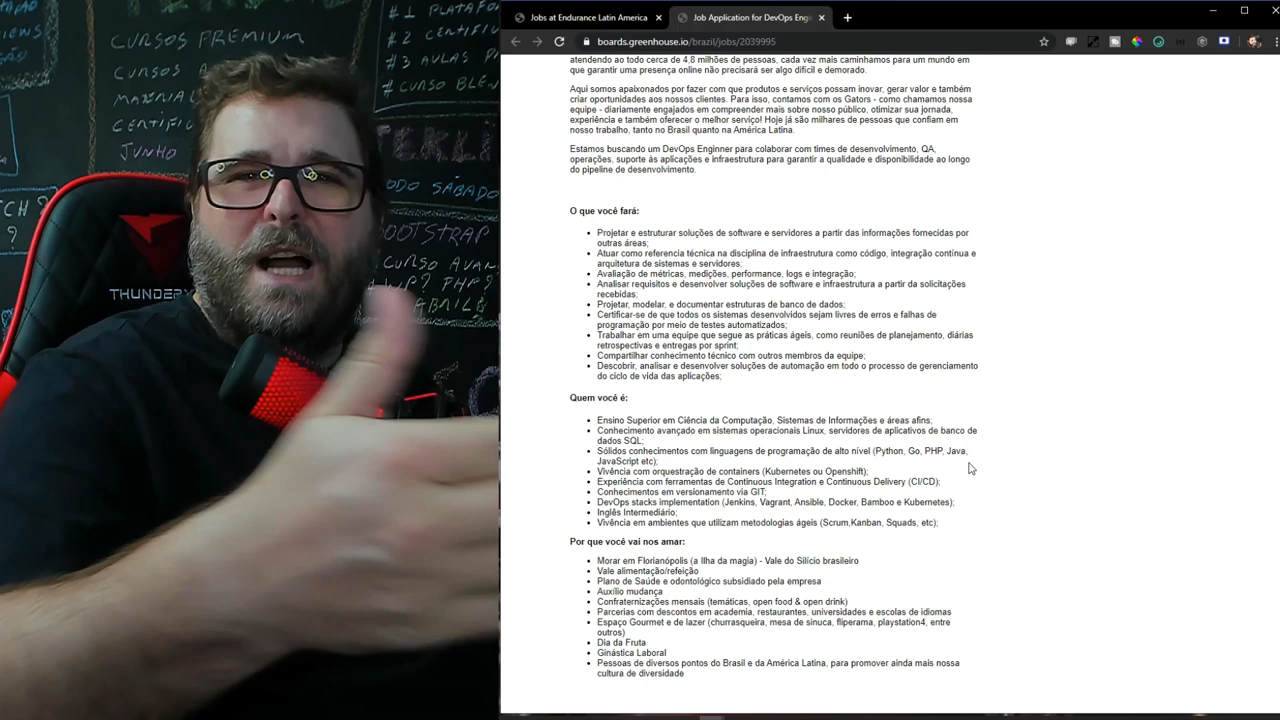 Jobs at Endurance Latin America
Job Application for DevOps Eng
boards.greenhouse.io/brazil/jobs/2039995
atendendo ao todo cerca de 4,8 milhões de pessoas, cada vez mais caminhamos para um mundo em
que garantir uma presença online não precisará ser algo difícil e demorado.
Aqui somos apaixonados por fazer com que produtos e serviços possam inovar, gerar valor e também
criar oportunidades aos nossos clientes. Para isso, contamos com os Gators - como chamamos nossa
equipe - diariamente engajados em compreender mais sobre nosso público, otimizar sua jornada,
experiência e também oferecer o melhor serviço! Hoje já são milhares de pessoas que confiam em
nosso trabalho, tanto no Brasil quanto na América Latina.
Estamos buscando um DevOps Enginner para colaborar com times de desenvolvimento, QA,
operações, suporte às aplicações e infraestrutura para garantir a qualidade e disponibilidade ao longo
do pipeline de desenvolvimento.
O que você fará:
Projetar e estruturar soluções de software e servidores a partir das informações fornecidas por
outras áreas;
Atuar como referencia técnica na disciplina de infraestrutura como código, integração contínua e
arquitetura de sistemas e servidores;
Avaliação de métricas, medições, performance, logs e integração;
Analisar requisitos e desenvolver soluções de software e infraestrutura a partir da solicitações
recebidas;
Projetar, modelar, e documentar estruturas de banco de dados;
Certificar-se de que todos os sistemas desenvolvidos sejam livres de erros e falhas de
programação por meio de testes automatizados;
Trabalhar em uma equipe que segue as práticas ágeis, como reuniões de planejamento, diárias
retrospectivas e entregas por sprint;
Compartilhar conhecimento técnico com outros membros da equipe;
Descobrir, analisar e desenvolver soluções de automação em todo o processo de gerenciamento
do ciclo de vida das aplicações;
Quem você é:
Ensino Superior em Ciência da Computação, Sistemas de Informações e áreas afins;
Conhecimento avançado em sistemas operacionais Linux, servidores de aplicativos de banco de
dados SQL;
Sólidos conhecimentos com linguagens de programação de alto nível (Python, Go, PHP, Java,
JavaScript etc);
Vivência com orquestração de containers (Kubernetes ou Openshift);
Experiência com ferramentas de Continuous Integration e Continuous Delivery (CI/CD);
Conhecimentos em versionamento via GIT;
DevOps stacks implementation (Jenkins, Vagrant, Ansible, Docker, Bamboo e Kubernetes);
Inglês Intermediário;
Vivência em ambientes que utilizam metodologias ágeis (Scrum,Kanban, Squads, etc);
Por que você vai nos amar:
Morar em Florianópolis (a Ilha da magia) - Vale do Silício brasileiro
Vale alimentação/refeição
Plano de Saúde e odontológico subsidiado pela empresa
Auxílio mudança
Confraternizações mensais (temáticas, open food & open drink)
Parcerias com descontos em academia, restaurantes, universidades e escolas de idiomas
Espaço Gourmet e de lazer (churrasqueira, mesa de sinuca, fliperama, playstation4, entre
outros)
Dia da Fruta
Ginástica Laboral
Pessoas de diversos pontos do Brasil e da América Latina, para promover ainda mais nossa
cultura de diversidade
CURSOS PREMIUM
JUNHO
# 1 PLATAFO
# 2 CERTIFIC
# 3 CLASS
# CURSO BLEN
SÁBADO
BOOTSTRAP
CURSO AVAN
THUNDERX